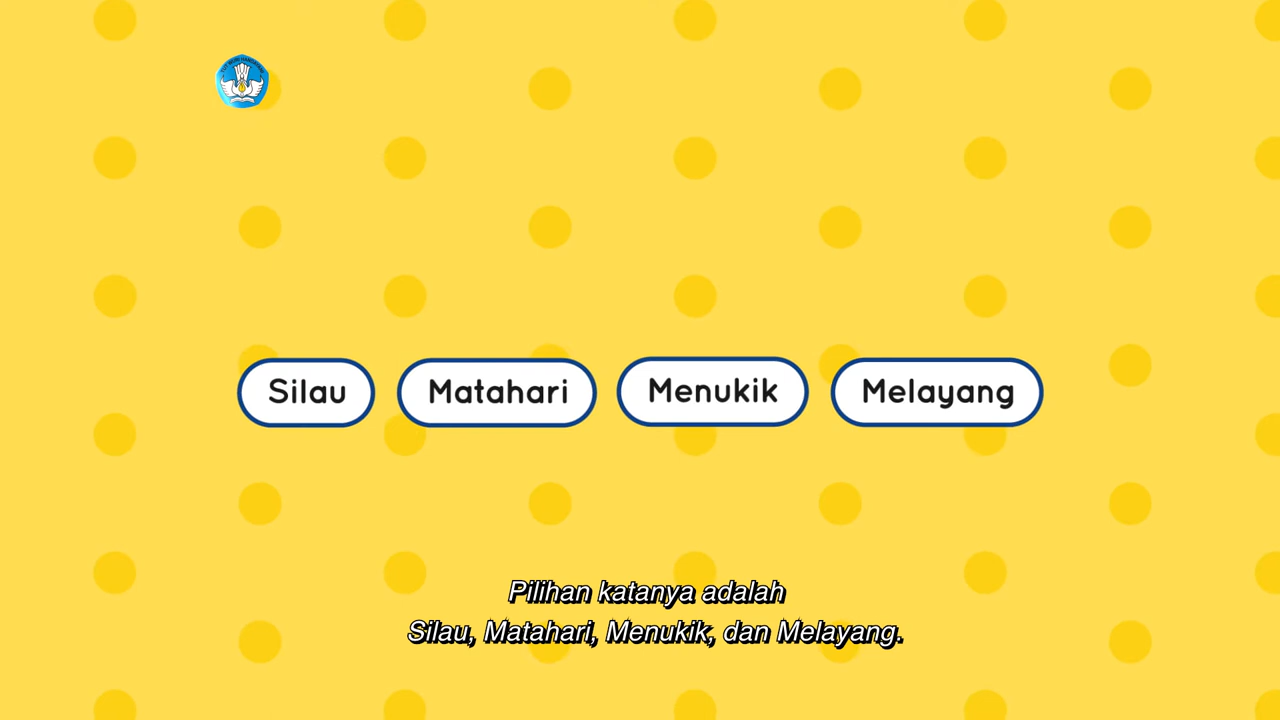 Silau Matahari Menukik Melayang
Pilihan katanya adalah
Silau, Matahari, Menukik, dan Melayang.